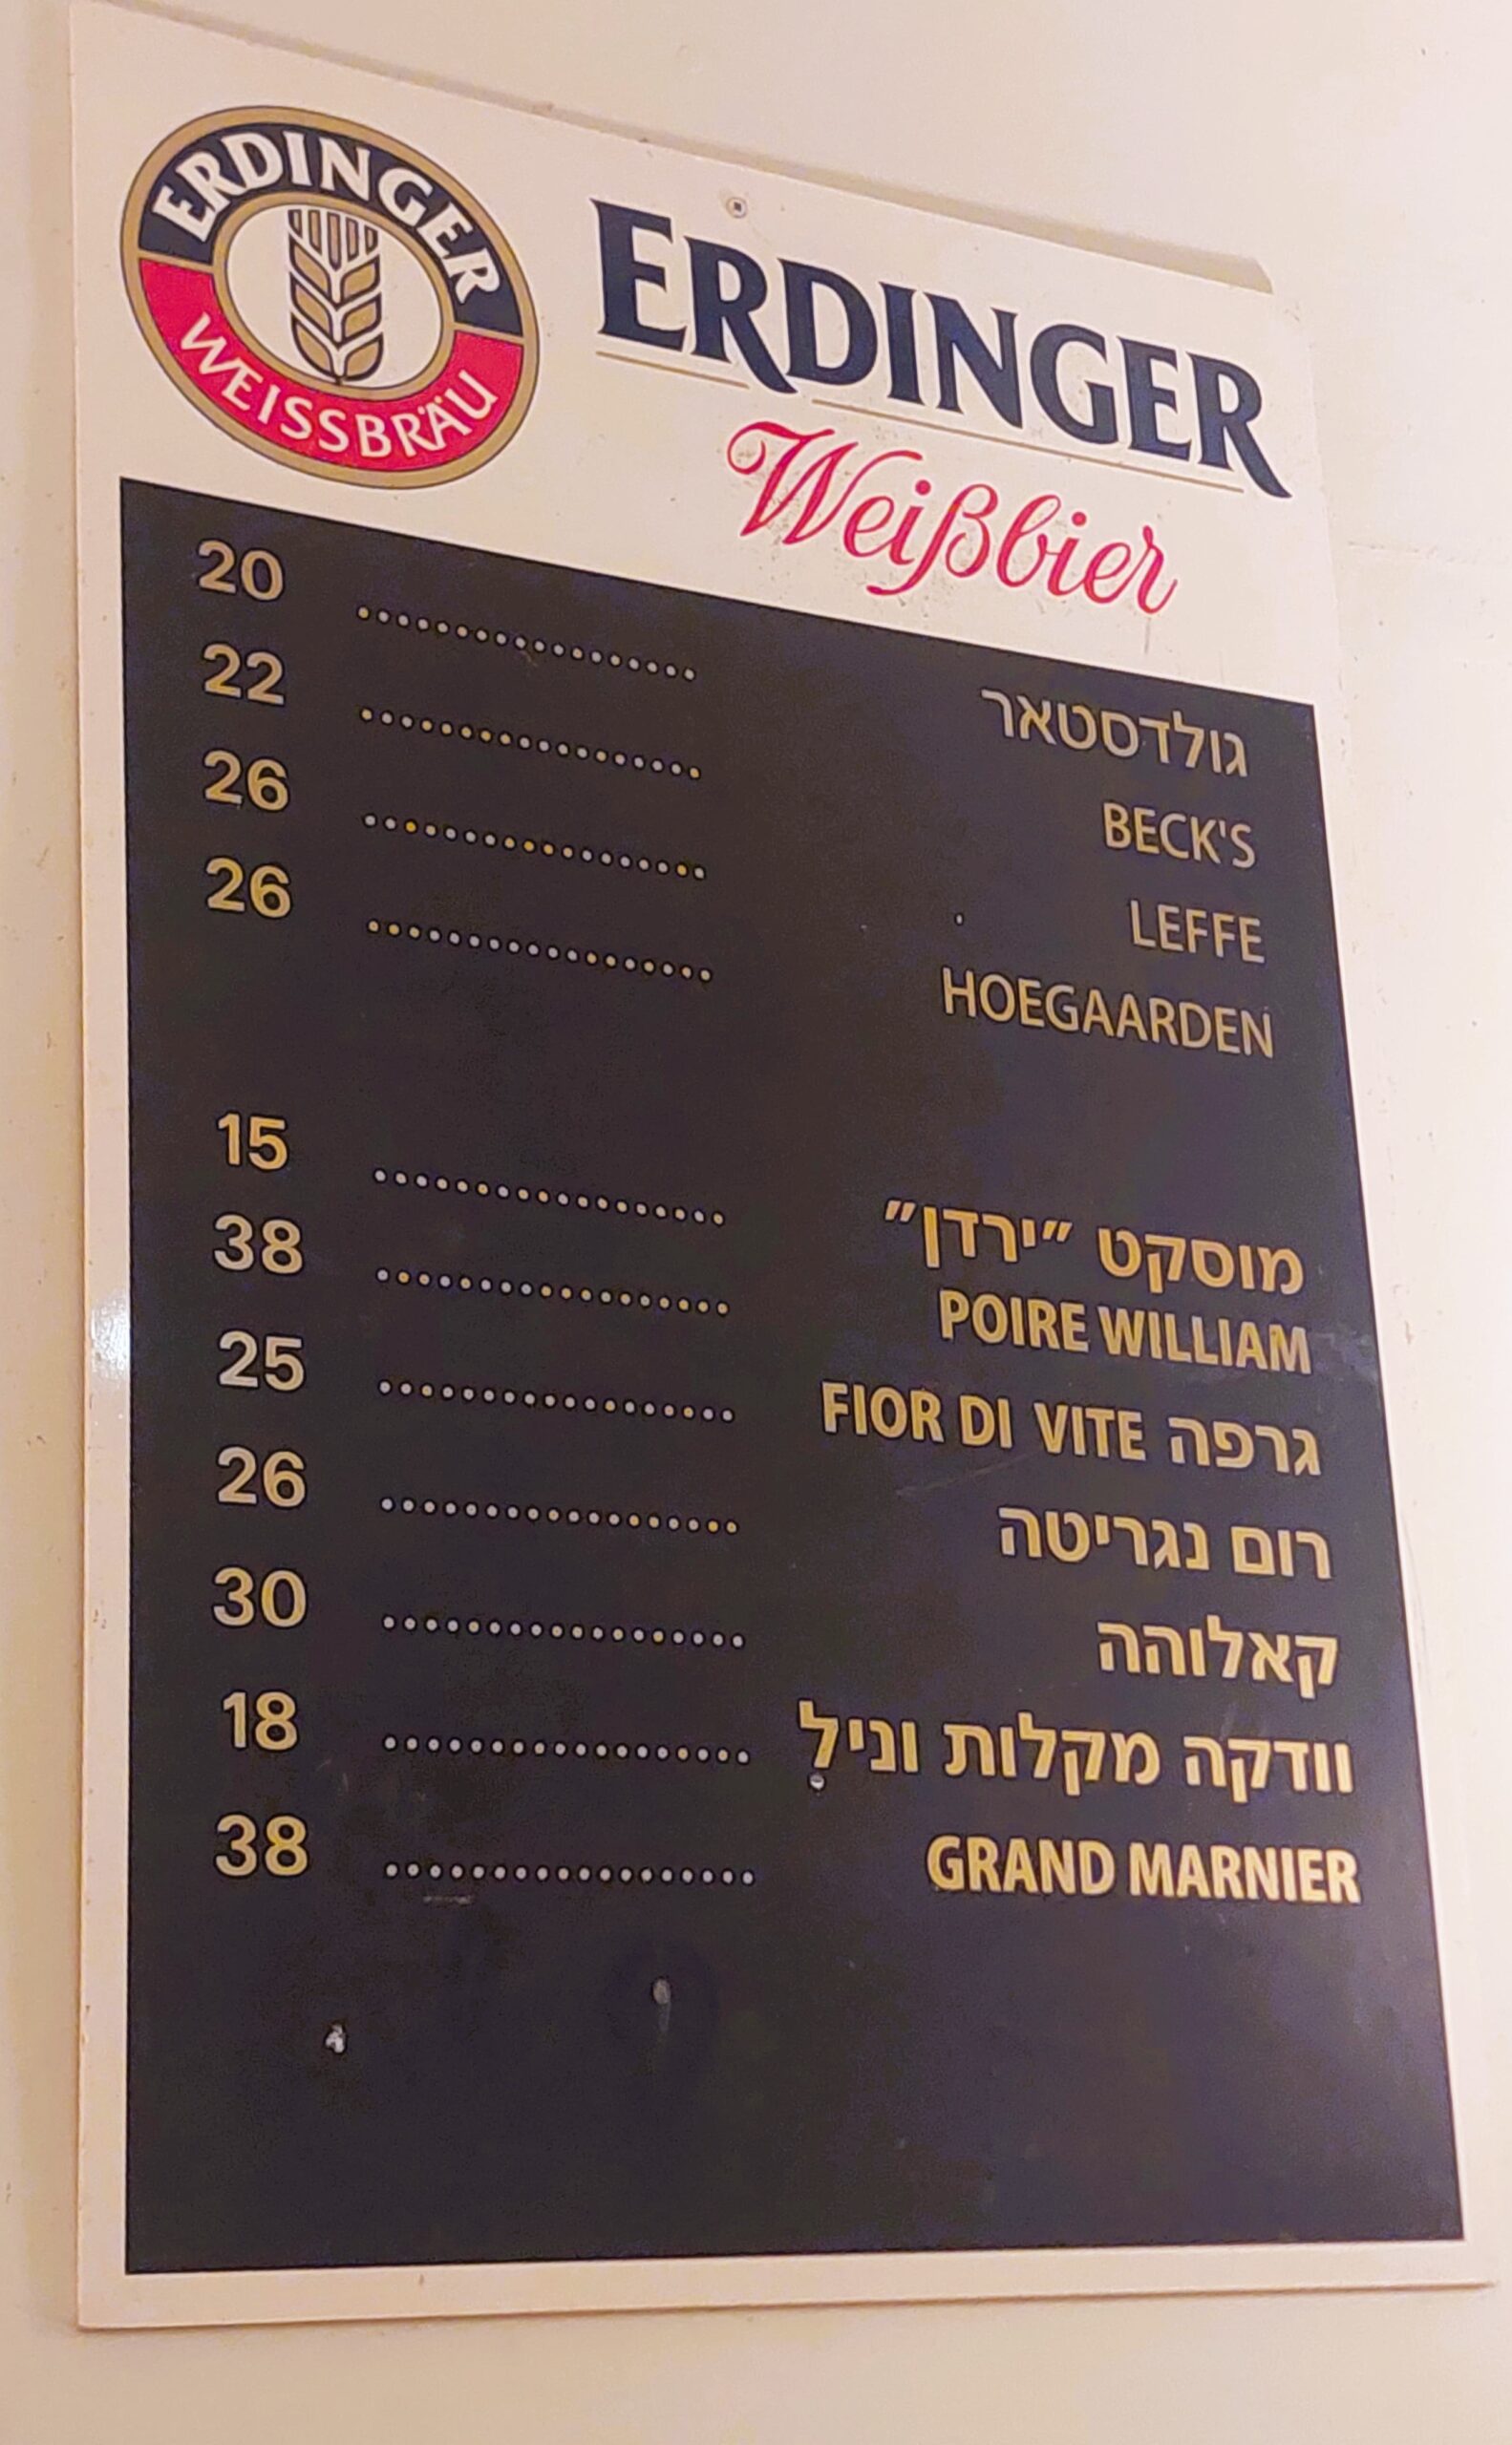 ERDINGER
WEISSBRÄU
ERDINGER
Weißbier
גולדסטאר ................. 20
BECK'S ................. 22
LEFFE ................. 26
HOEGAARDEN ................. 26
מוסקט ״ירדן״ ................. 15
POIRE WILLIAM ................. 38
גרפה FIOR DI VITE ................. 25
רום נגריטה ................. 26
קאלוהה ................. 30
וודקה מקלות וניל ................. 18
GRAND MARNIER ................. 38